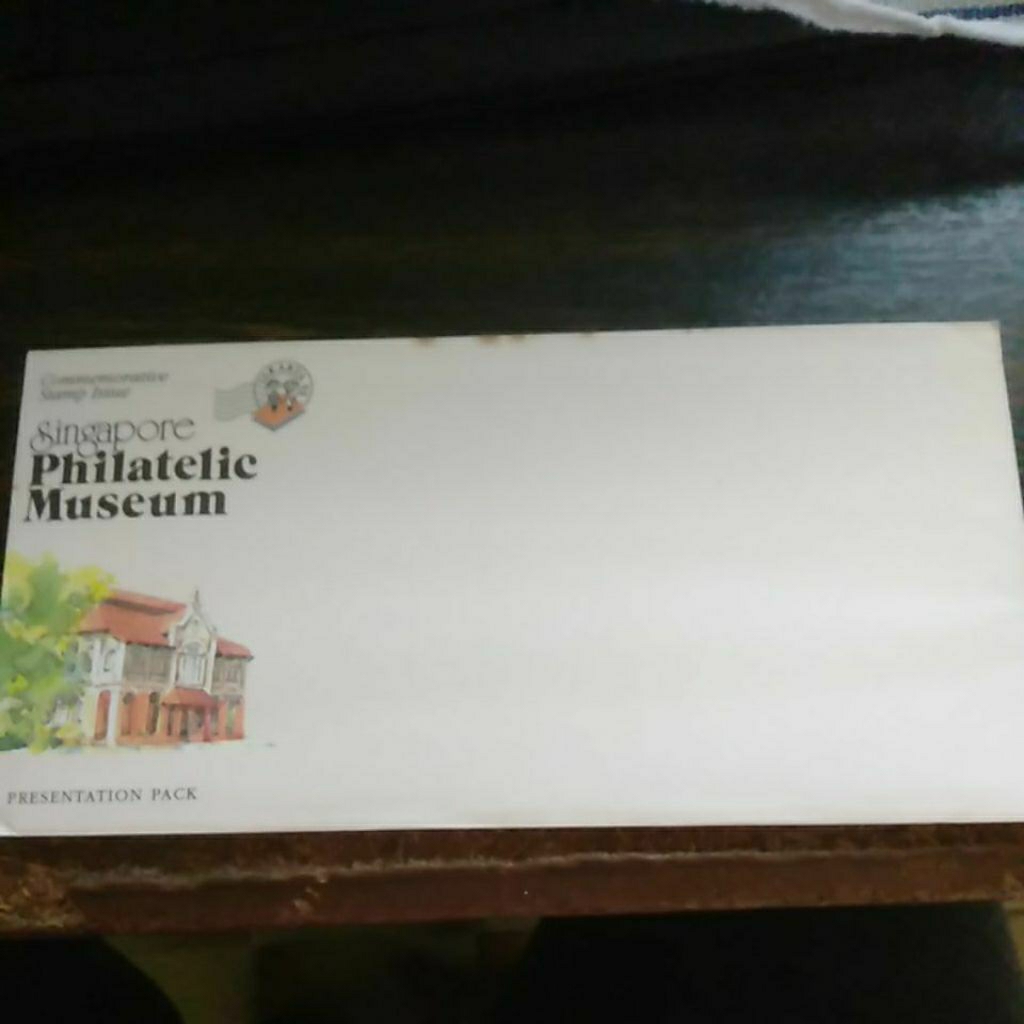 Commemorative
Stamp Issue
Singapore
Philatelic
Museum
PRESENTATION PACK